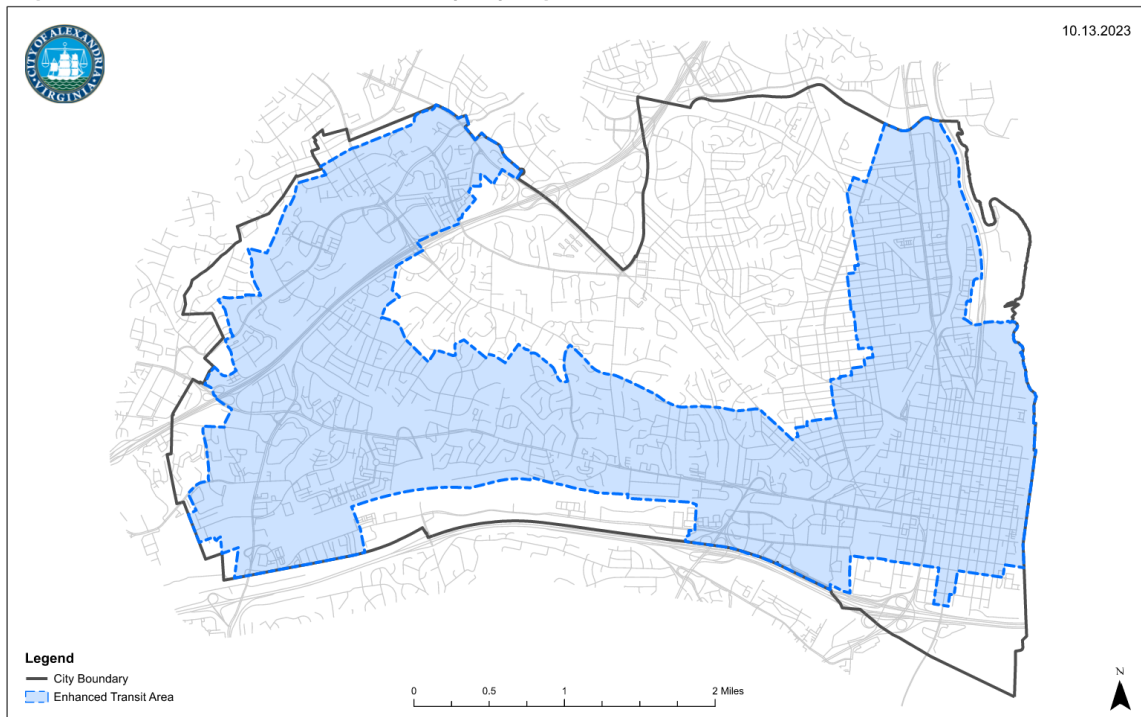 10.13.2023
CITY OF ALEXANDRIA
VIRGINIA
Legend
City Boundary
Enhanced Transit Area
0 0.5 1 2 Miles
N